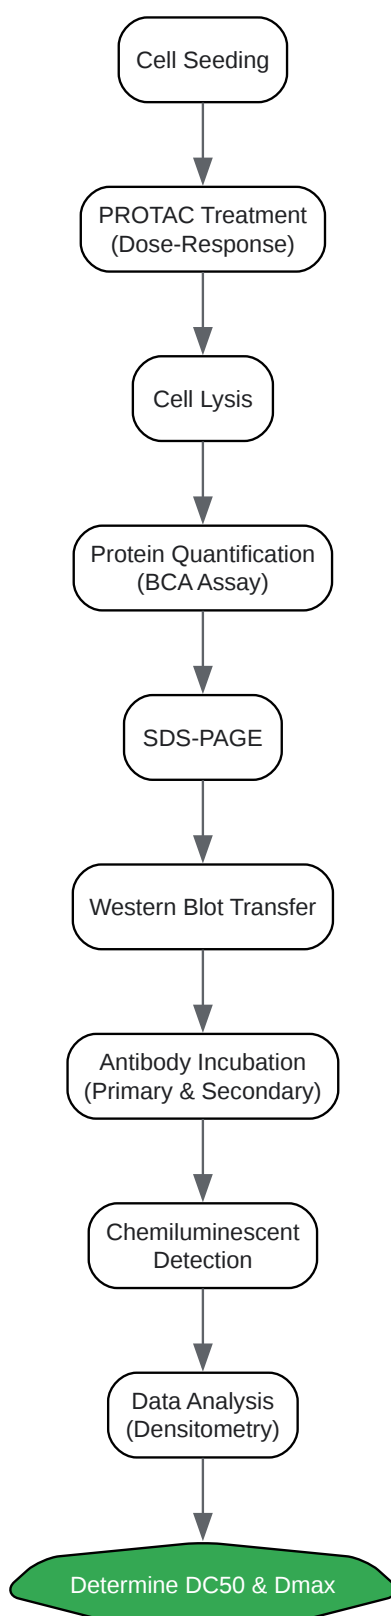 Cell Seeding
PROTAC Treatment
(Dose-Response)
Cell Lysis
Protein Quantification
(BCA Assay)
SDS-PAGE
Western Blot Transfer
Antibody Incubation
(Primary & Secondary)
Chemiluminescent
Detection
Data Analysis
(Densitometry)
Determine DC50 & Dmax